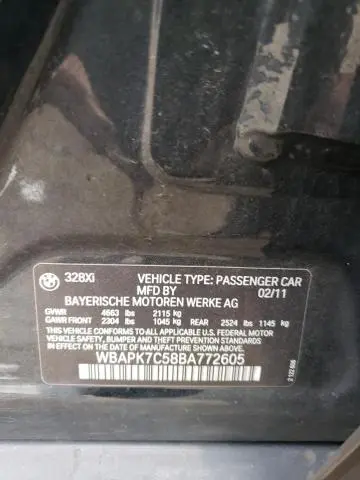 328Xi VEHICLE TYPE: PASSENGER CAR
MFD BY 02/11
BAYERISCHE MOTOREN WERKE AG
GVWR 4663 lbs 2115 kg
GAWR FRONT 2304 lbs 1045 kg REAR 2524 lbs 1145 kg
THIS VEHICLE CONFORMS TO ALL APPLICABLE U.S. FEDERAL MOTOR
VEHICLE SAFETY, BUMPER, AND THEFT PREVENTION STANDARDS IN
EFFECT ON THE DATE OF MANUFACTURE SHOWN ABOVE.
WBAPK7C58BA772605